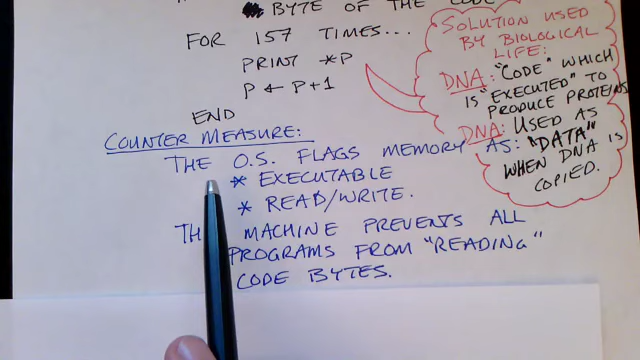 BYTE OF THE CODE
FOR 157 TIMES...
PRINT *P
P ← P+1
END
COUNTER MEASURE:
THE O.S. FLAGS MEMORY AS:
* EXECUTABLE
* READ/WRITE.
THE MACHINE PREVENTS ALL
PROGRAMS FROM "READING"
CODE BYTES.
SOLUTION USED
BY BIOLOGICAL
LIFE:
DNA: "CODE" WHICH
IS "EXECUTED" TO
PRODUCE PROTEINS
DNA: USED AS
"DATA"
WHEN DNA IS
COPIED.